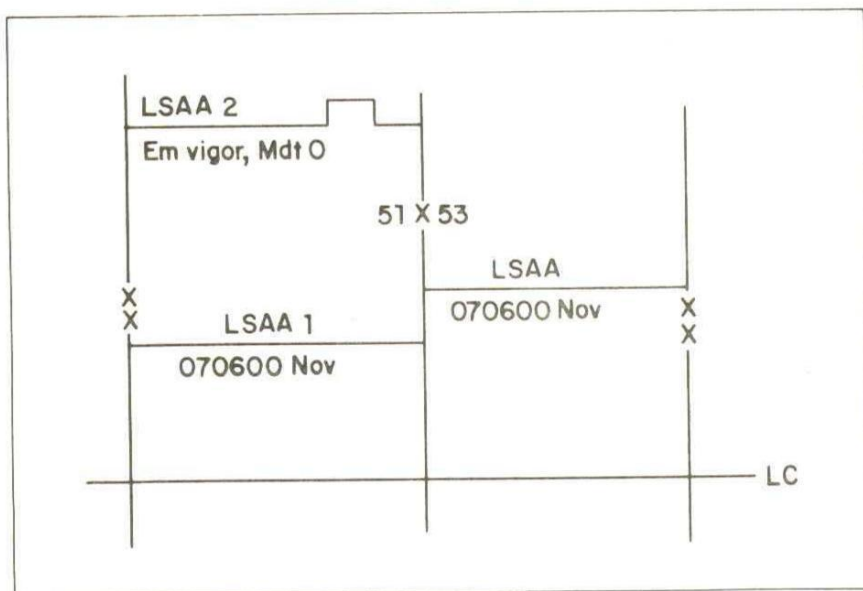 LSAA 2
Em vigor, Mdt O
51 X 53
LSAA
070600 Nov
X
X
X
X
LSAA 1
070600 Nov
LC